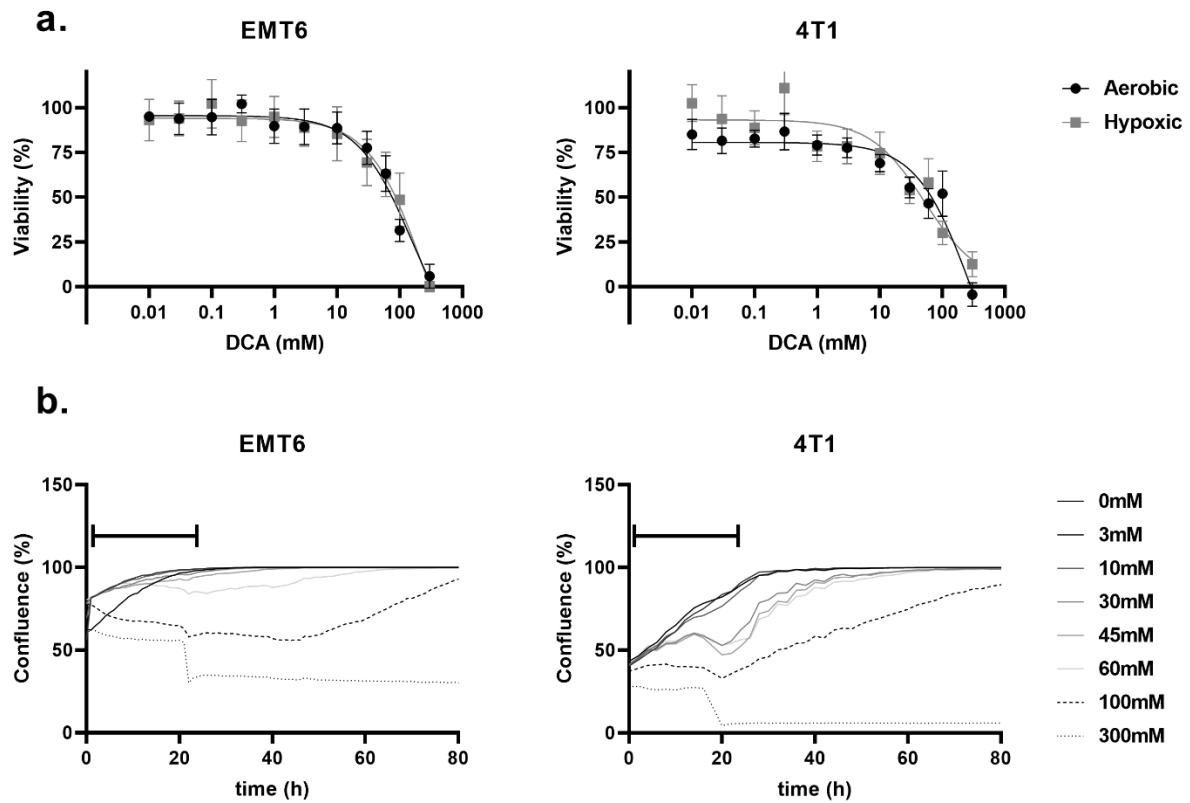 a.
EMT6
4T1
Viability (%)
100
75
50
25
0
0.01 0.1 1 10 100 1000
DCA (mM)
Viability (%)
100
75
50
25
0
0.01 0.1 1 10 100 1000
DCA (mM)
Aerobic
Hypoxic
b.
EMT6
4T1
Confluence (%)
150
100
50
0
0 20 40 60 80
time (h)
Confluence (%)
150
100
50
0
0 20 40 60 80
time (h)
0mM
3mM
10mM
30mM
45mM
60mM
100mM
300mM